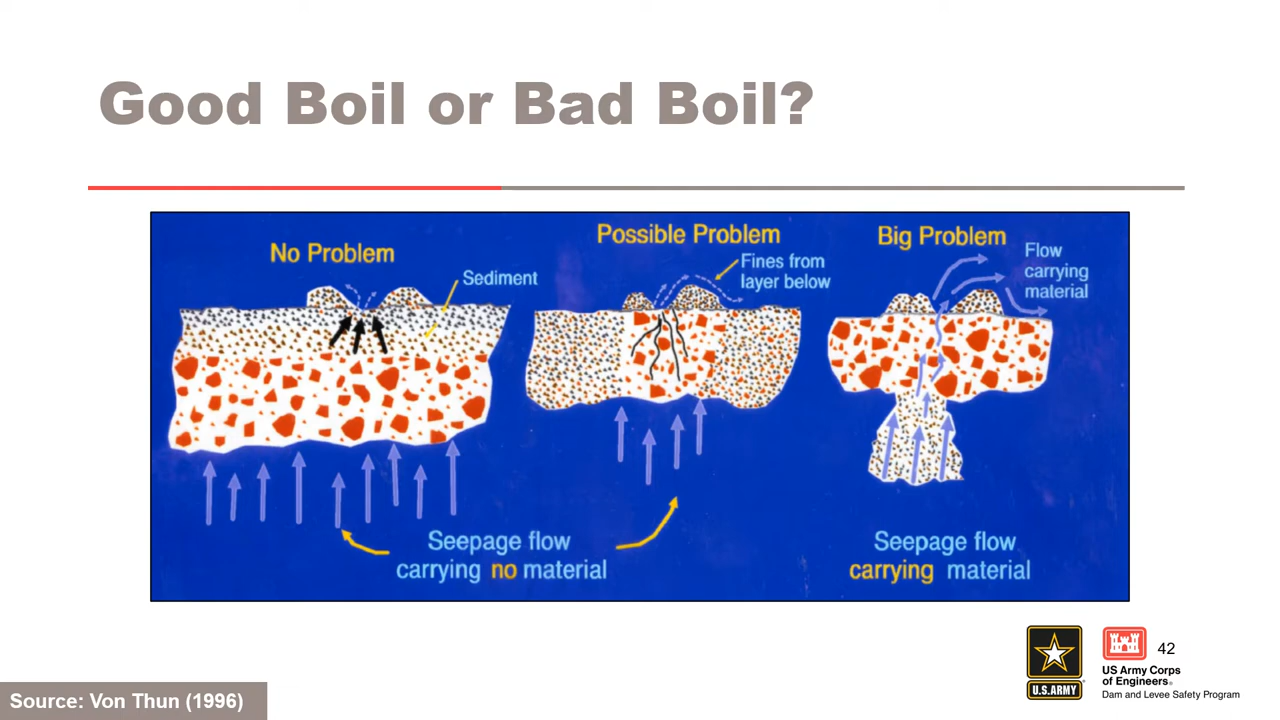 Good Boil or Bad Boil?
No Problem
Sediment
Possible Problem
Fines from
layer below
Big Problem
Flow
carrying
material
Seepage flow
carrying no material
Seepage flow
carrying material
Source: Von Thun (1996)
U.S.ARMY
US Army Corps
of Engineers®
Dam and Levee Safety Program
42